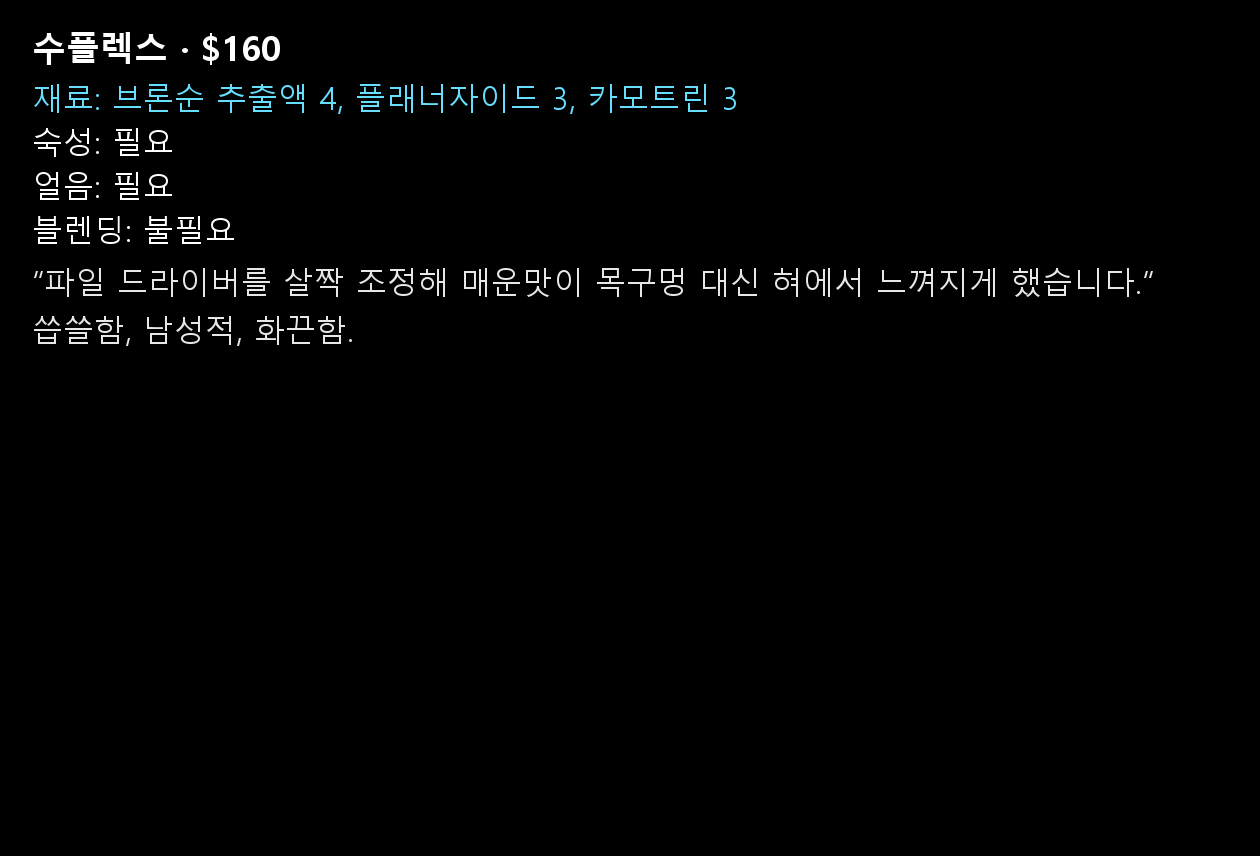 수플렉스 · $160
재료: 브론순 추출액 4, 플래너자이드 3, 카모트린 3
숙성: 필요
얼음: 필요
블렌딩: 불필요
"파일 드라이버를 살짝 조정해 매운맛이 목구멍 대신 혀에서 느껴지게 했습니다."
씁쓸함, 남성적, 화끈함.